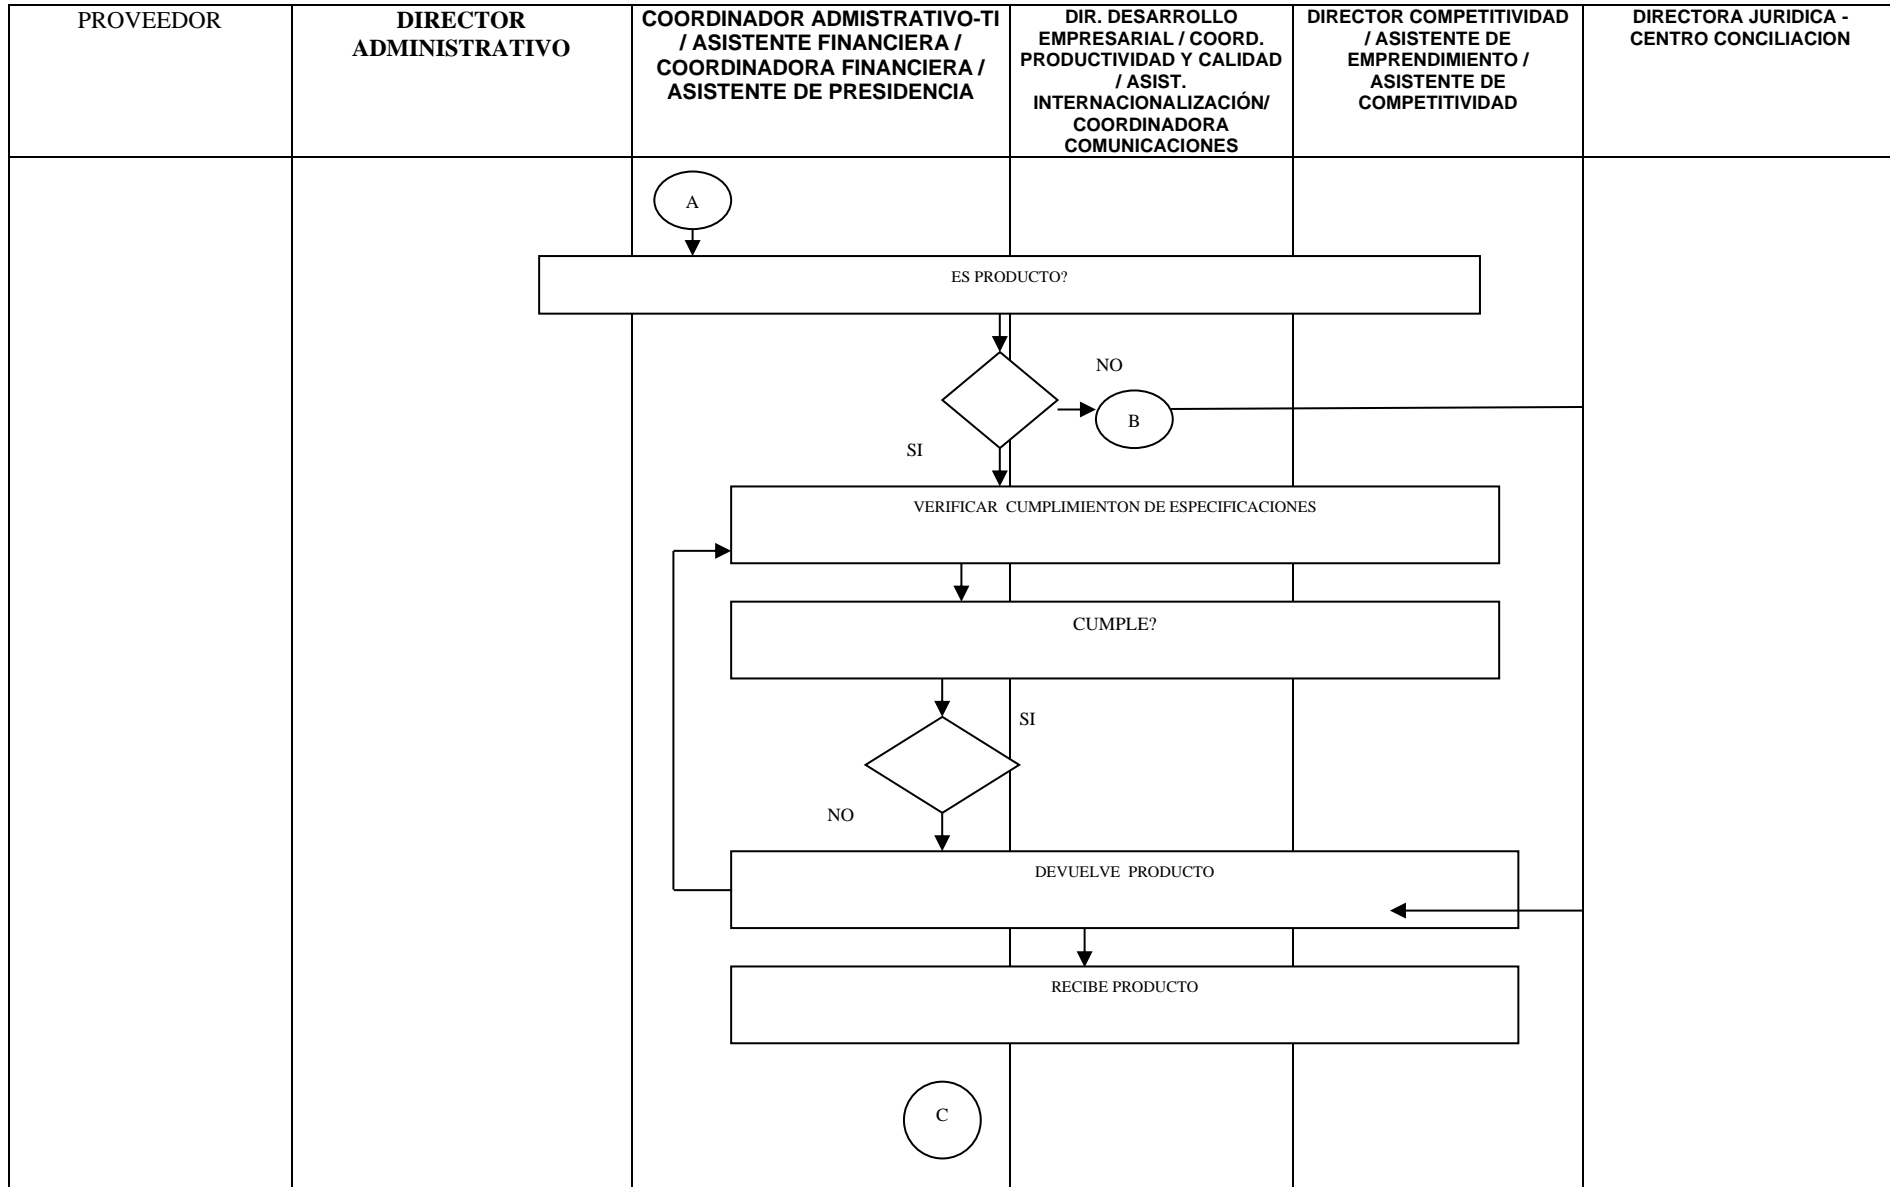 PROVEEDOR
DIRECTOR
ADMINISTRATIVO
COORDINADOR ADMISTRATIVO-TI
/ ASISTENTE FINANCIERA /
COORDINADORA FINANCIERA /
ASISTENTE DE PRESIDENCIA
DIR. DESARROLLO
EMPRESARIAL / COORD.
PRODUCTIVIDAD Y CALIDAD
/ ASIST.
INTERNACIONALIZACIÓN/
COORDINADORA
COMUNICACIONES
DIRECTOR COMPETITIVIDAD
/ ASISTENTE DE
EMPRENDIMIENTO /
ASISTENTE DE
COMPETITIVIDAD
DIRECTORA JURIDICA -
CENTRO CONCILIACION
A
ES PRODUCTO?
NO
B
SI
VERIFICAR CUMPLIMIENTON DE ESPECIFICACIONES
CUMPLE?
SI
NO
DEVUELVE PRODUCTO
RECIBE PRODUCTO
C